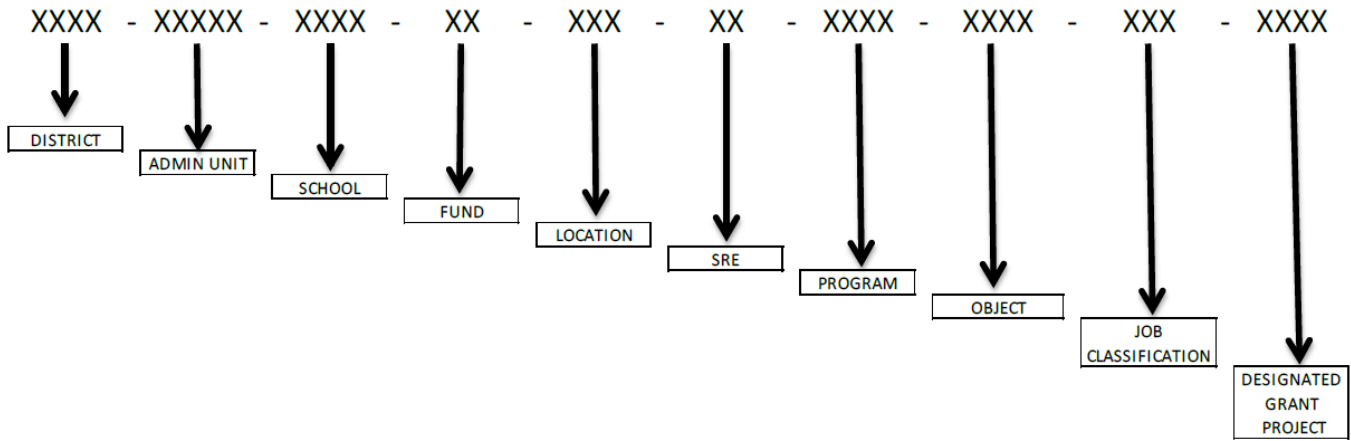 XXXX - XXXXX - XXXX - XX - XXX - XX - XXXX - XXXX - XXX - XXXX
DISTRICT
ADMIN UNIT
SCHOOL
FUND
LOCATION
SRE
PROGRAM
OBJECT
JOB
CLASSIFICATION
DESIGNATED
GRANT
PROJECT